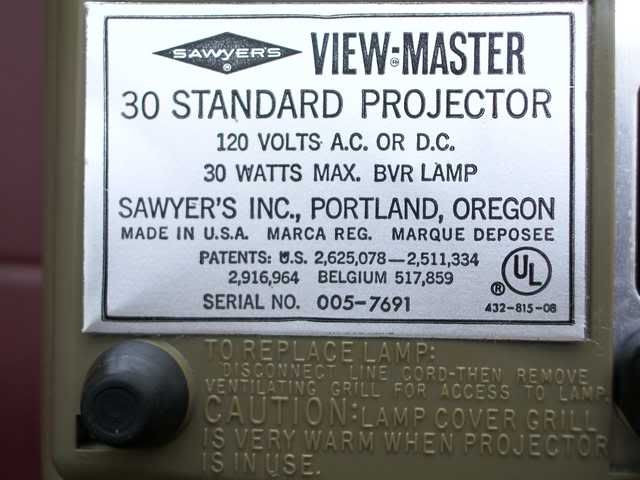 SAWYER'S ® VIEW-MASTER ®
30 STANDARD PROJECTOR
120 VOLTS A.C. OR D.C.
30 WATTS MAX. BVR LAMP
SAWYER'S INC., PORTLAND, OREGON
MADE IN U.S.A. MARCA REG. MARQUE DEPOSEE
PATENTS: U.S. 2,625,078—2,511,334
2,916,964 BELGIUM 517,859
SERIAL NO. 005-7691
® UL
432-815-08
TO REPLACE LAMP:
DISCONNECT LINE CORD-THEN REMOVE
VENTILATING GRILL FOR ACCESS TO LAMP.
CAUTION: LAMP COVER GRILL
IS VERY WARM WHEN PROJECTOR
IS IN USE.